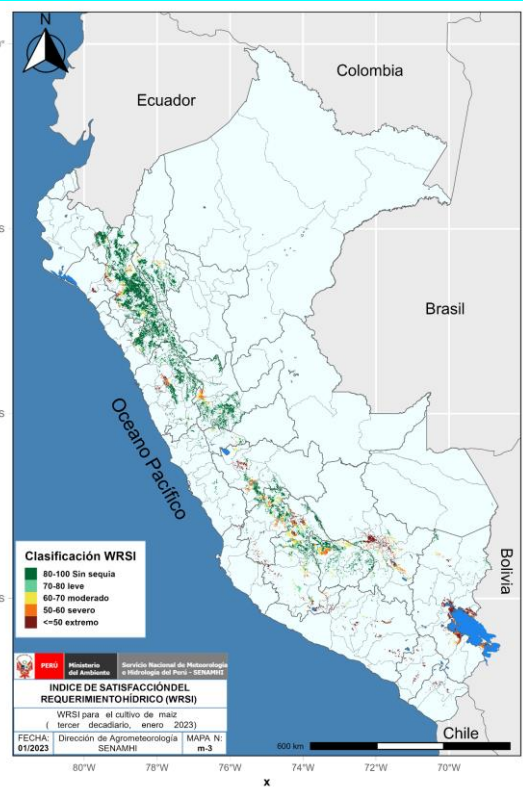 N
Colombia
Ecuador
Brasil
Oceano Pacífico
Bolivia
Chile
Clasificación WRSI
80-100 Sin sequia
70-80 leve
60-70 moderado
50-60 severo
<=50 extremo
PERÚ
Ministerio
del Ambiente
Servicio Nacional de Meteorología
e Hidrología del Perú - SENAMHI
INDICE DE SATISFACCIÓNDEL
REQUERIMIENTOHÍDRICO (WRSI)
WRSI para el cultivo de maiz
( tercer decadiario, enero 2023)
FECHA:
01/2023
Dirección de Agrometeorología
SENAMHI
MAPA N:
m-3
600 km
80°W
78°W
76°W
74°W
72°W
70°W
x